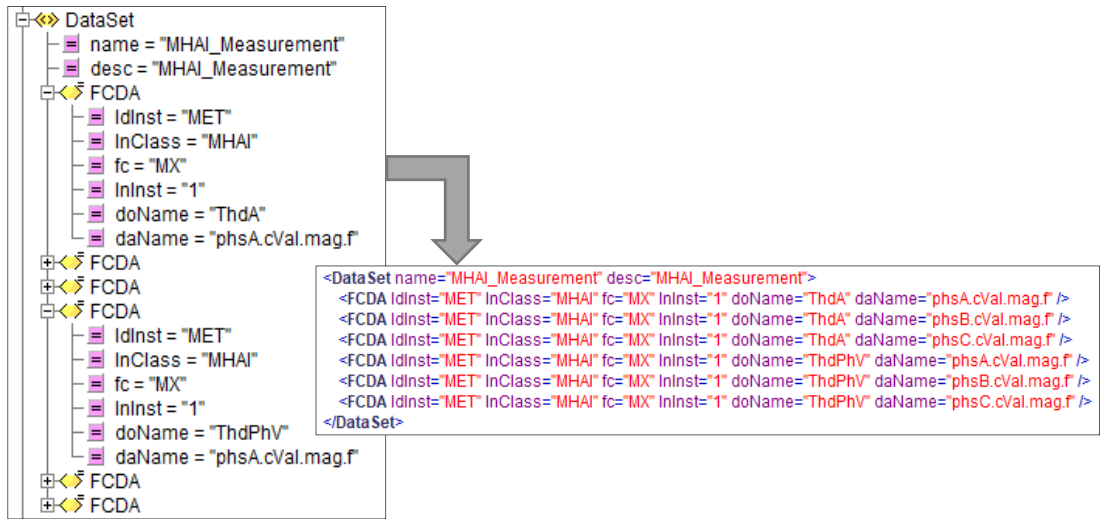 DataSet
name = "MHAI_Measurement"
desc = "MHAI_Measurement"
FCDA
ldInst = "MET"
lnClass = "MHAI"
fc = "MX"
lnInst = "1"
doName = "ThdA"
daName = "phsA.cVal.mag.f"
FCDA
FCDA
FCDA
ldInst = "MET"
lnClass = "MHAI"
fc = "MX"
lnInst = "1"
doName = "ThdPhV"
daName = "phsA.cVal.mag.f"
FCDA
FCDA
<DataSet name="MHAI_Measurement" desc="MHAI_Measurement">
<FCDA ldInst="MET" lnClass="MHAI" fc="MX" lnInst="1" doName="ThdA" daName="phsA.cVal.mag.f" />
<FCDA ldInst="MET" lnClass="MHAI" fc="MX" lnInst="1" doName="ThdA" daName="phsB.cVal.mag.f" />
<FCDA ldInst="MET" lnClass="MHAI" fc="MX" lnInst="1" doName="ThdA" daName="phsC.cVal.mag.f" />
<FCDA ldInst="MET" lnClass="MHAI" fc="MX" lnInst="1" doName="ThdPhV" daName="phsA.cVal.mag.f" />
<FCDA ldInst="MET" lnClass="MHAI" fc="MX" lnInst="1" doName="ThdPhV" daName="phsB.cVal.mag.f" />
<FCDA ldInst="MET" lnClass="MHAI" fc="MX" lnInst="1" doName="ThdPhV" daName="phsC.cVal.mag.f" />
</DataSet>